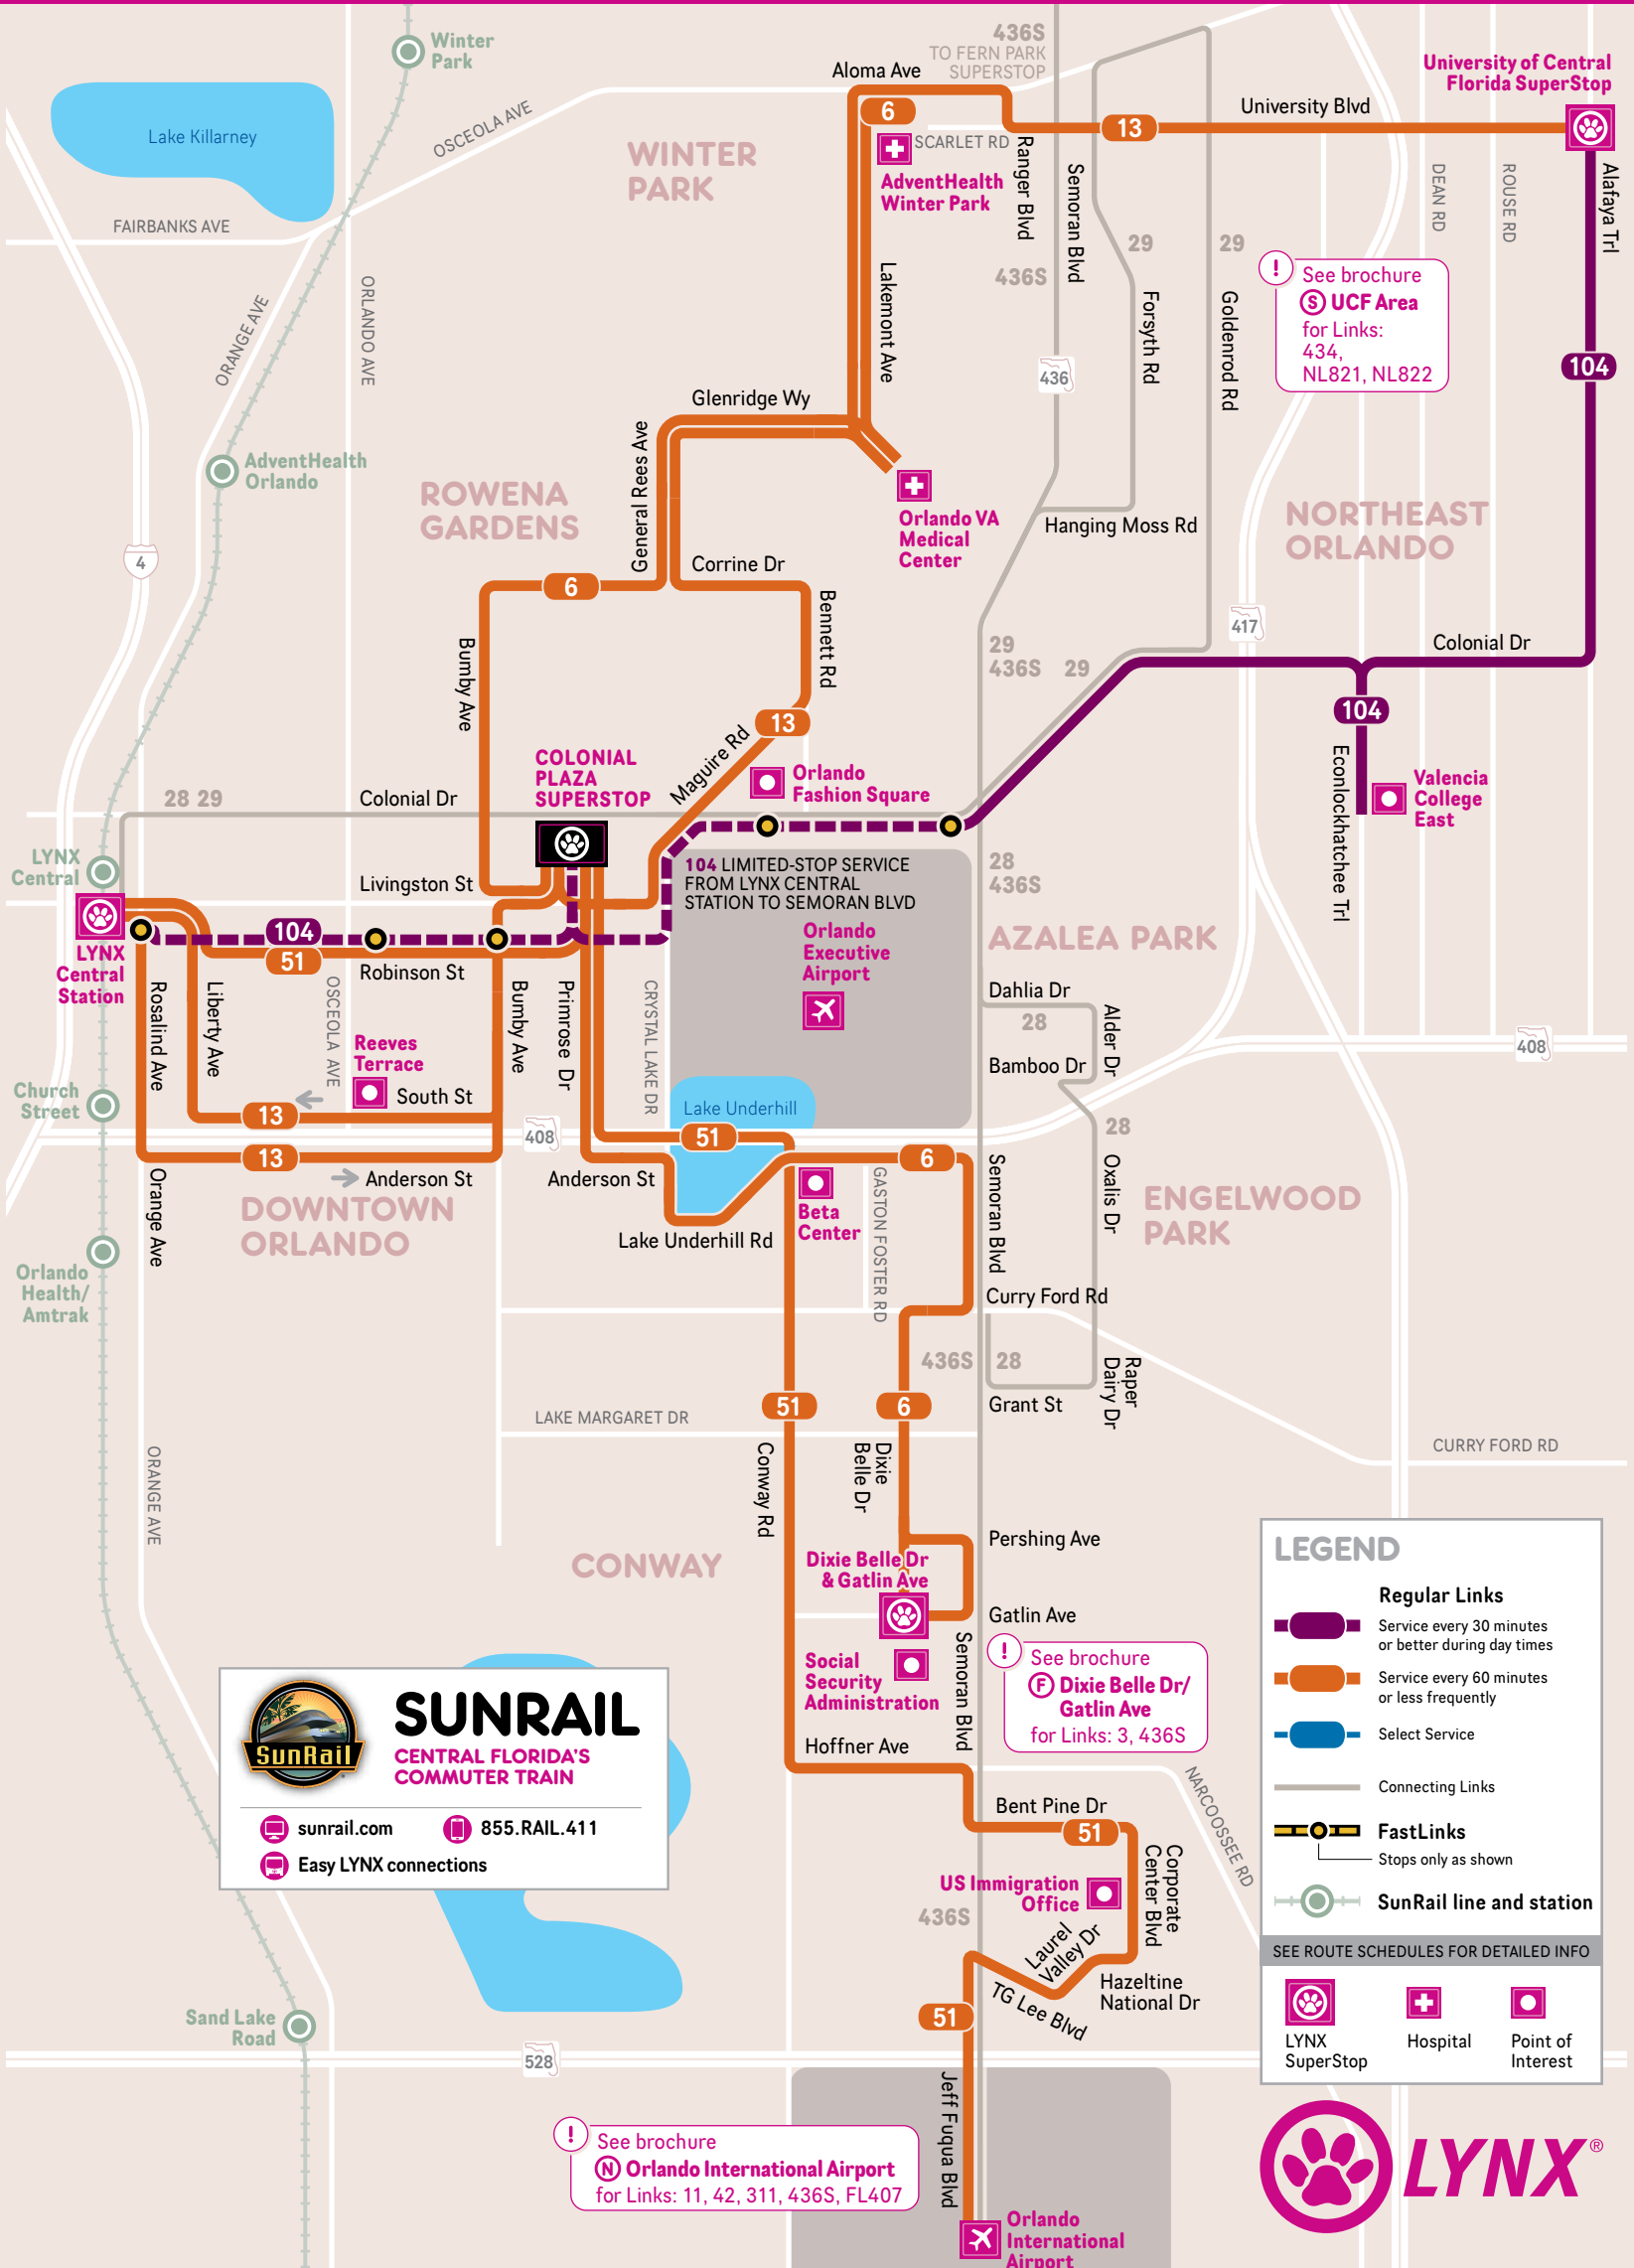 Winter
Park
436S
TO FERN PARK
SUPERSTOP
Aloma Ave
University of Central
Florida SuperStop
6
University Blvd
13
Lake Killarney
OSCEOLA AVE
WINTER
PARK
SCARLET RD
AdventHealth
Winter Park
Ranger Blvd
Semoran Blvd
DEAN RD
ROUSE RD
Alafaya Trl
FAIRBANKS AVE
436S
29
29
ORANGE AVE
ORLANDO AVE
Lakemont Ave
Forsyth Rd
Goldenrod Rd
!
See brochure
S UCF Area
for Links:
434,
NL821, NL822
436
104
Glenridge Wy
General Rees Ave
AdventHealth
Orlando
ROWENA
GARDENS
Orlando VA
Medical
Center
Hanging Moss Rd
NORTHEAST
ORLANDO
4
Corrine Dr
6
Bennett Rd
417
Bumby Ave
29
436S
29
Colonial Dr
13
104
Maguire Rd
COLONIAL
PLAZA
SUPERSTOP
Orlando
Fashion Square
Econlockhatchee Trl
Valencia
College
East
28 29
Colonial Dr
LYNX
Central
Livingston St
104 LIMITED-STOP SERVICE
FROM LYNX CENTRAL
STATION TO SEMORAN BLVD
28
436S
LYNX
Central
Station
104
51
Robinson St
Orlando
Executive
Airport
AZALEA PARK
Rosalind Ave
Liberty Ave
OSCEOLA AVE
Bumby Ave
Primrose Dr
CRYSTAL LAKE DR
Dahlia Dr
28
Alder Dr
Reeves
Terrace
Bamboo Dr
408
Church
Street
South St
13
Lake Underhill
408
51
28
13
Anderson St
Anderson St
6
Orange Ave
DOWNTOWN
ORLANDO
Beta
Center
GASTON FOSTER RD
Semoran Blvd
Oxalis Dr
ENGELWOOD
PARK
Lake Underhill Rd
Orlando
Health/
Amtrak
Curry Ford Rd
436S
28
51
6
Grant St
Raper
Dairy Dr
LAKE MARGARET DR
CURRY FORD RD
ORANGE AVE
Conway Rd
Dixie
Belle Dr
Pershing Ave
CONWAY
Dixie Belle Dr
& Gatlin Ave
Gatlin Ave
Social
Security
Administration
Semoran Blvd
!
See brochure
F Dixie Belle Dr/
Gatlin Ave
for Links: 3, 436S
Hoffner Ave
SunRail
SUNRAIL
CENTRAL FLORIDA'S
COMMUTER TRAIN
sunrail.com
855.RAIL.411
Easy LYNX connections
NARCOOSSEE RD
Bent Pine Dr
51
Corporate
Center Blvd
US Immigration
Office
436S
Laurel
Valley Dr
Hazeltine
National Dr
TG Lee Blvd
51
Sand Lake
Road
528
Jeff Fuqua Blvd
!
See brochure
N Orlando International Airport
for Links: 11, 42, 311, 436S, FL407
Orlando
International
Airport
LEGEND
Regular Links
Service every 30 minutes
or better during day times
Service every 60 minutes
or less frequently
Select Service
Connecting Links
FastLinks
Stops only as shown
SunRail line and station
SEE ROUTE SCHEDULES FOR DETAILED INFO
LYNX
SuperStop
Hospital
Point of
Interest
LYNX®